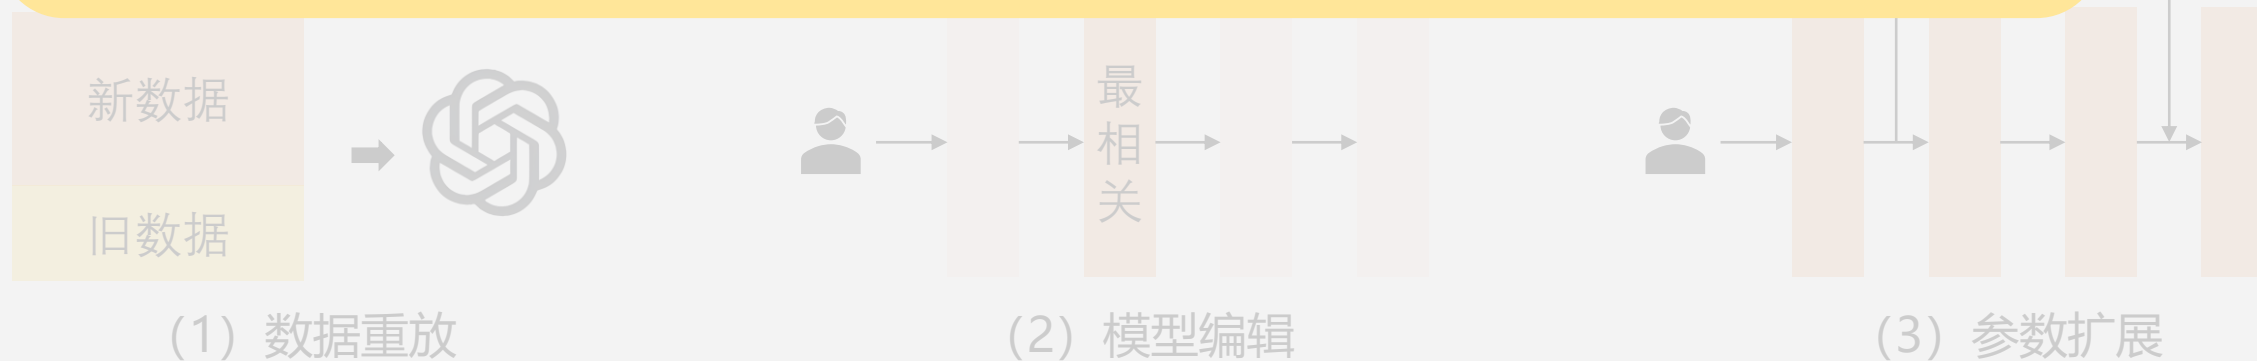 新数据
旧数据
最
相
关
（1）数据重放
（2）模型编辑
（3）参数扩展